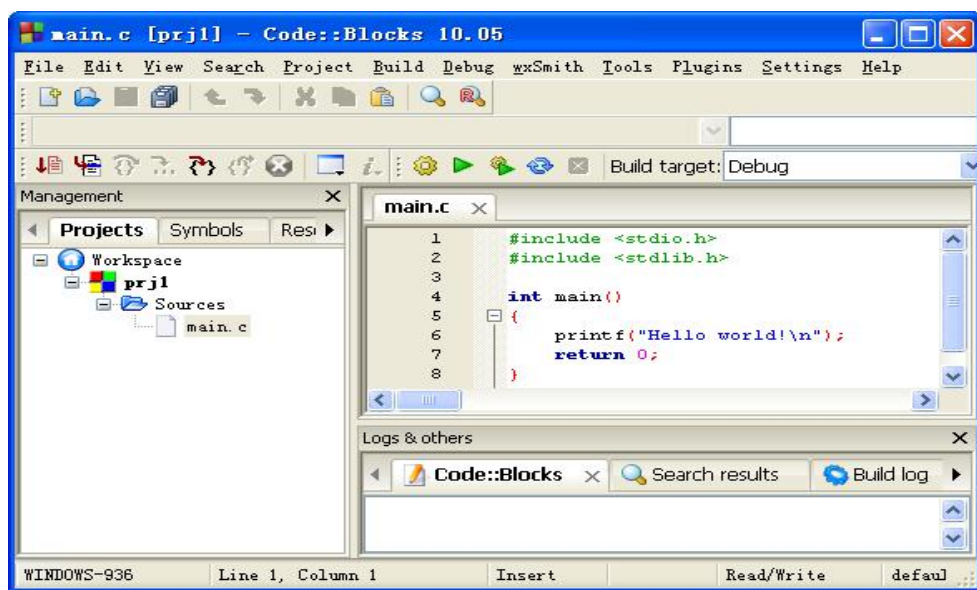 main.c [prj1] - Code::Blocks 10.05
File Edit View Search Project Build Debug wxSmith Tools Plugins Settings Help
Build target: Debug
Management
Projects Symbols
Workspace
prj1
Sources
main.c
main.c
1 #include <stdio.h>
2 #include <stdlib.h>
3
4 int main()
5 {
6 printf("Hello world!\n");
7 return 0;
8 }
Logs & others
Code::Blocks Search results Build log
WINDOWS-936 Line 1, Column 1 Insert Read/Write defaul